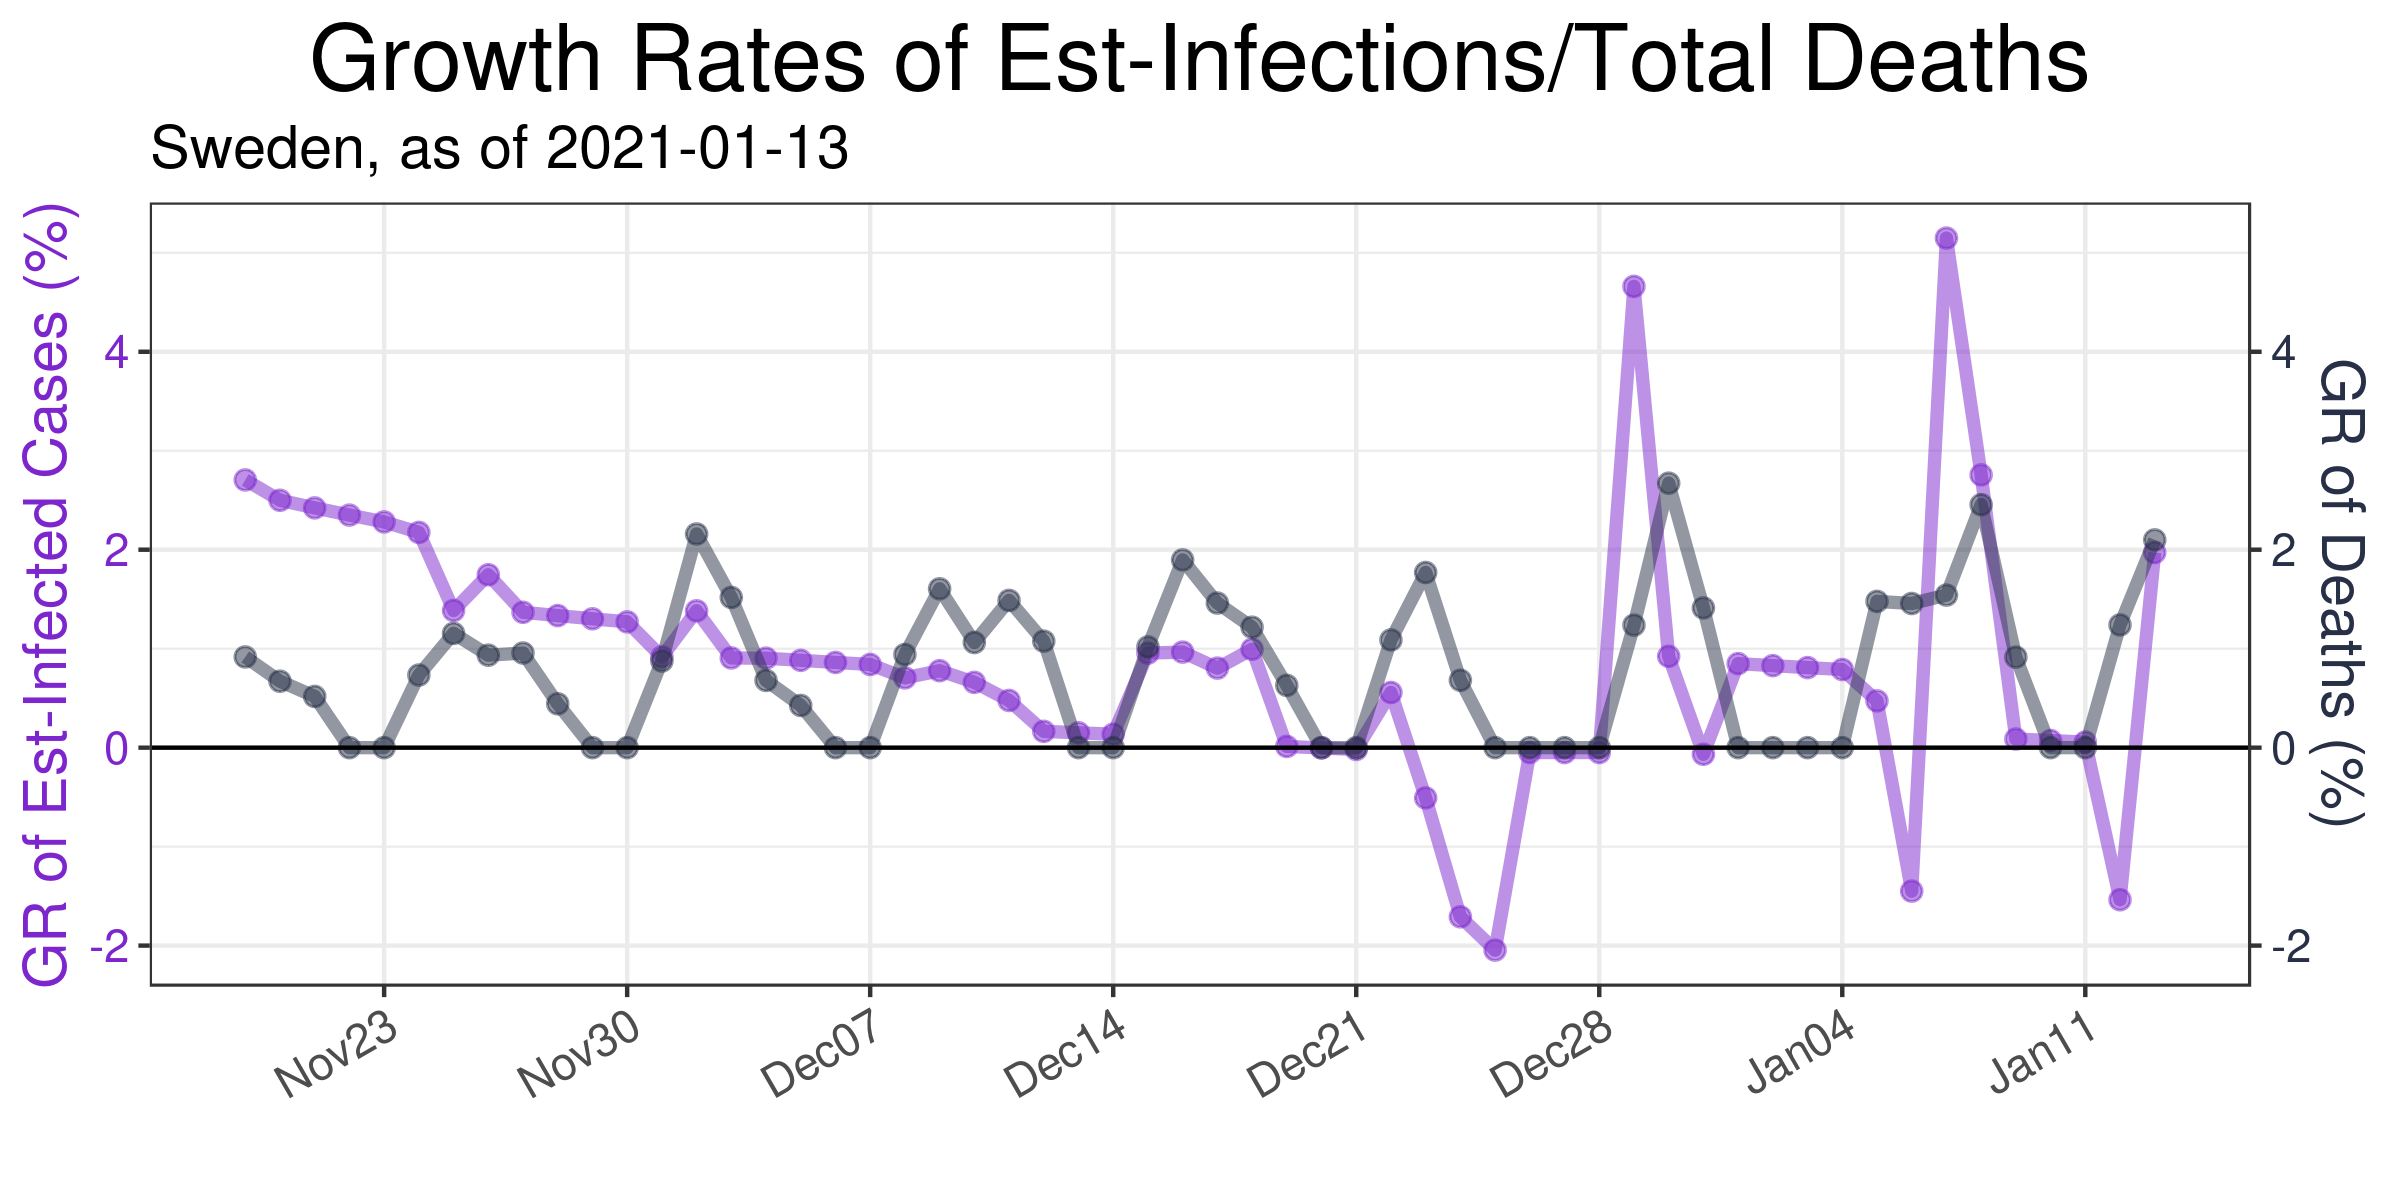 Growth Rates of Est-Infections/Total Deaths
Sweden, as of 2021-01-13
GR of Est-Infected Cases (%)
4
2
0
-2
4
2
0
-2
GR of Deaths (%)
Nov23
Nov30
Dec07
Dec14
Dec21
Dec28
Jan04
Jan11